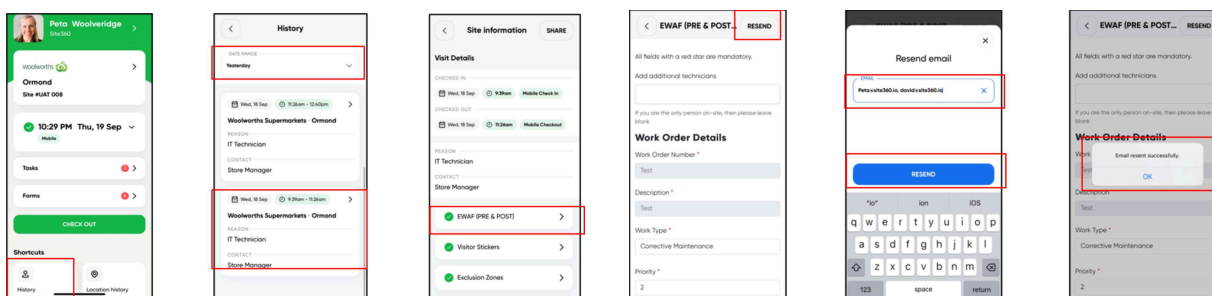 Peta Woolveridge
Site360
woolworths
Ormond
Site #UAT 008
10:29 PM Thu, 19 Sep
Mobile
Tasks
Forms
CHECK OUT
Shortcuts
History
Location history
History
DATE RANGE
Yesterday
Wed, 18 Sep
11:26am - 12:40pm
Woolworths Supermarkets - Ormond
REASON
IT Technician
CONTACT
Store Manager
Wed, 18 Sep
9:39am - 11:26am
Woolworths Supermarkets - Ormond
REASON
IT Technician
CONTACT
Store Manager
Site information
SHARE
Visit Details
CHECKED IN
Wed, 18 Sep
9:39am
Mobile Check In
CHECKED OUT
Wed, 18 Sep
11:26am
Mobile Checkout
REASON
IT Technician
CONTACT
Store Manager
EWAF (PRE & POST)
Visitor Stickers
Exclusion Zones
EWAF (PRE & POST...
RESEND
All fields with a red star are mandatory.
Add additional technicians
If you are the only person on-site, then please leave
blank
Work Order Details
Work Order Number *
Test
Description *
Test
Work Type *
Corrective Maintenance
Priority *
2
Resend email
EMAIL
Peta@site360.io, david@site360.io
RESEND
"io"
ion
iOS
q w e r t y u i o p
a s d f g h j k l
z x c v b n m
123
space
return
EWAF (PRE & POST...
RESEND
All fields with a red star are mandatory.
Add additional technicians
If you are the only person on-site, then please leave
blank
Work Order Details
Work
Email resent successfully.
Test
OK
Description
Test
Work Type *
Corrective Maintenance
Priority *
2